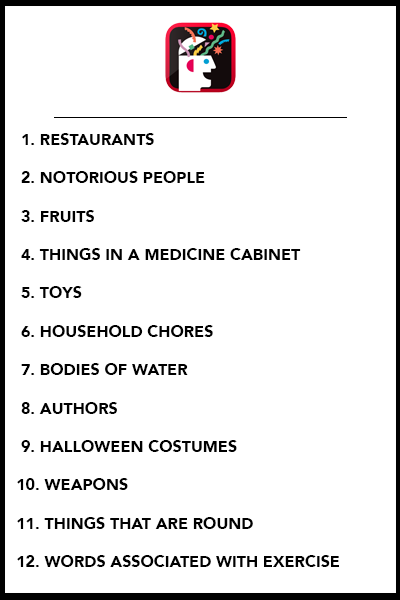 1. RESTAURANTS
2. NOTORIOUS PEOPLE
3. FRUITS
4. THINGS IN A MEDICINE CABINET
5. TOYS
6. HOUSEHOLD CHORES
7. BODIES OF WATER
8. AUTHORS
9. HALLOWEEN COSTUMES
10. WEAPONS
11. THINGS THAT ARE ROUND
12. WORDS ASSOCIATED WITH EXERCISE